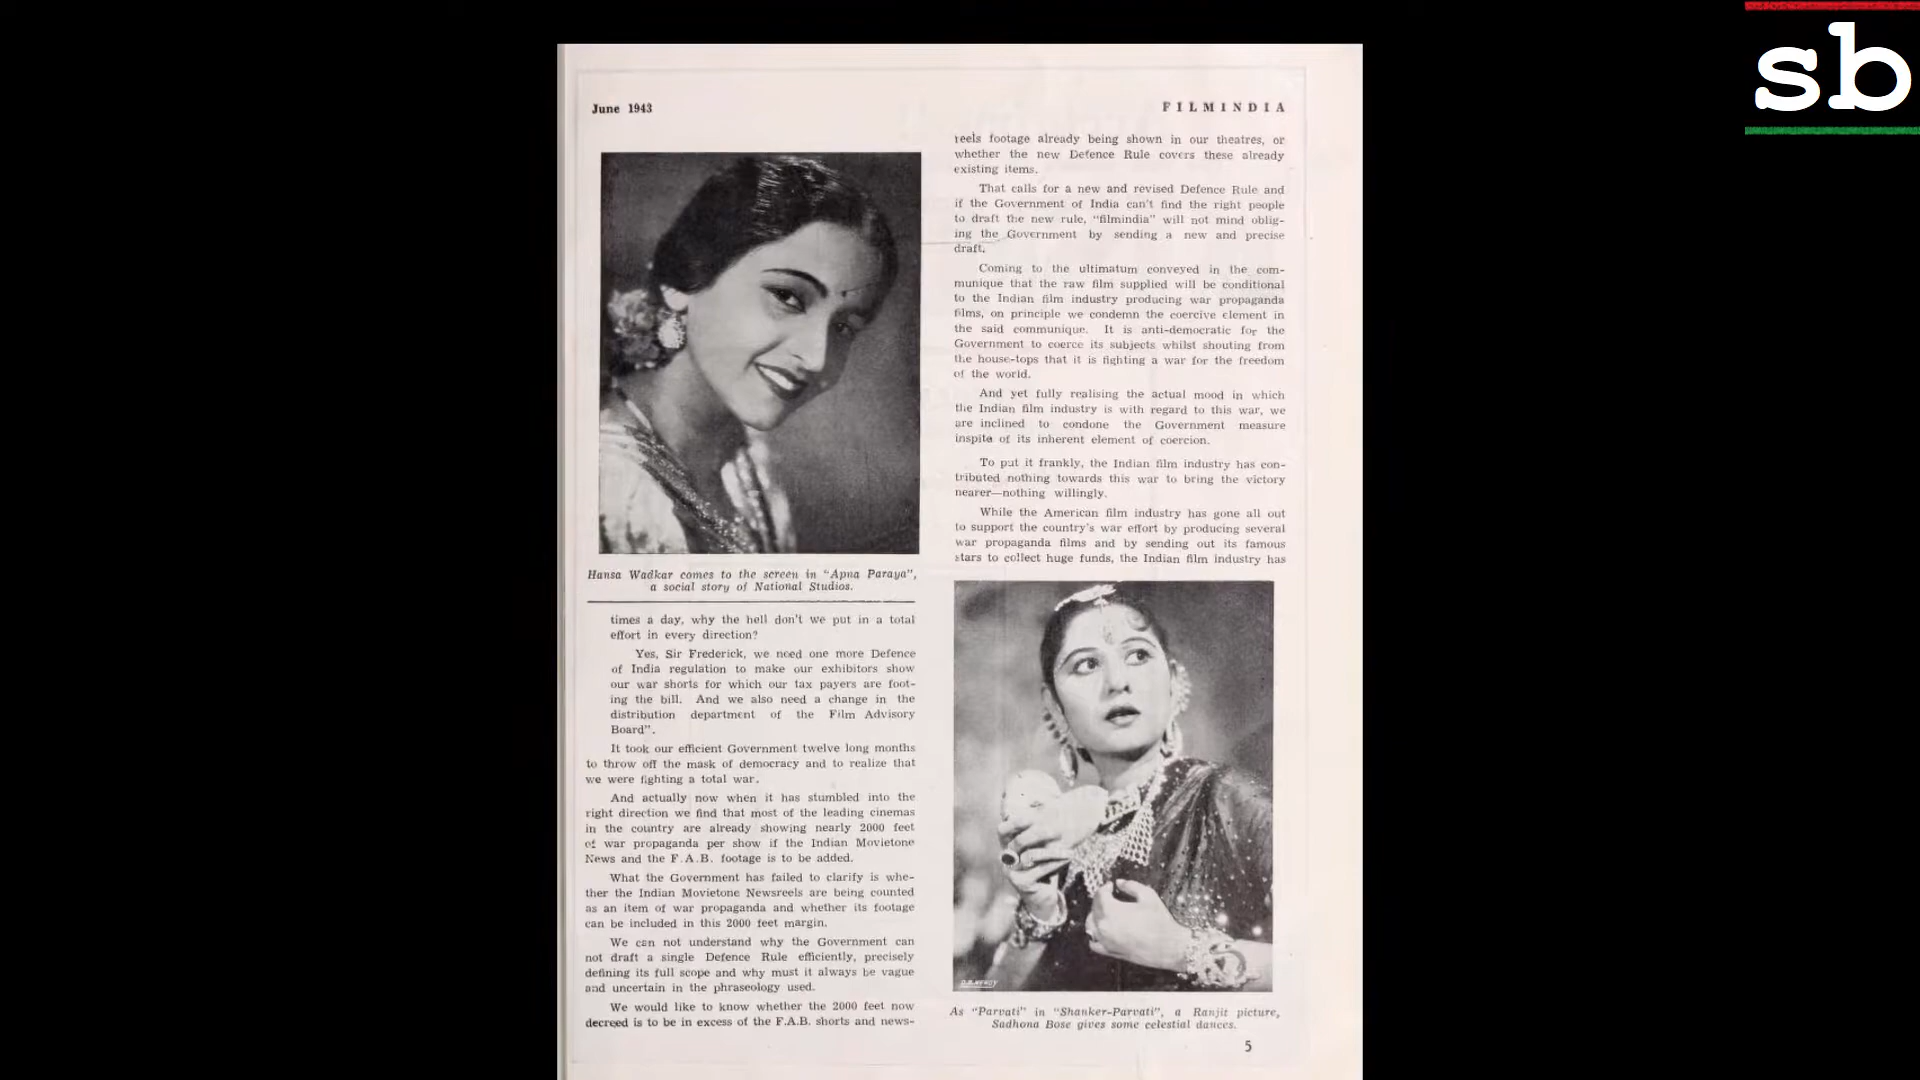 sb
June 1943
FILMINDIA
Hansa Wadkar comes to the screen in "Apna Paraya",
a social story of National Studios.
times a day, why the hell don't we put in a total
effort in every direction?
Yes, Sir Frederick, we need one more Defence
of India regulation to make our exhibitors show
our war shorts for which our tax payers are foot-
ing the bill. And we also need a change in the
distribution department of the Film Advisory
Board".
It took our efficient Government twelve long months
to throw off the mask of democracy and to realize that
we were fighting a total war.
And actually now when it has stumbled into the
right direction we find that most of the leading cinemas
in the country are already showing nearly 2000 feet
of war propaganda per show if the Indian Movietone
News and the F.A.B. footage is to be added.
What the Government has failed to clarify is whe-
ther the Indian Movietone Newsreels are being counted
as an item of war propaganda and whether its footage
can be included in this 2000 feet margin.
We can not understand why the Government can
not draft a single Defence Rule efficiently, precisely
defining its full scope and why must it always be vague
and uncertain in the phraseology used.
We would like to know whether the 2000 feet now
decreed is to be in excess of the F.A.B. shorts and news-
reels footage already being shown in our theatres, or
whether the new Defence Rule covers these already
existing items.
That calls for a new and revised Defence Rule and
if the Government of India can't find the right people
to draft the new rule, "filmindia" will not mind oblig-
ing the Government by sending a new and precise
draft.
Coming to the ultimatum conveyed in the com-
munique that the raw film supplied will be conditional
to the Indian film industry producing war propaganda
films, on principle we condemn the coercive element in
the said communique. It is anti-democratic for the
Government to coerce its subjects whilst shouting from
the house-tops that it is fighting a war for the freedom
of the world.
And yet fully realising the actual mood in which
the Indian film industry is with regard to this war, we
are inclined to condone the Government measure
inspite of its inherent element of coercion.
To put it frankly, the Indian film industry has con-
tributed nothing towards this war to bring the victory
nearer—nothing willingly.
While the American film industry has gone all out
to support the country's war effort by producing several
war propaganda films and by sending out its famous
stars to collect huge funds, the Indian film industry has
As "Parvati" in "Shanker-Parvati", a Ranjit picture,
Sadhona Bose gives some celestial dances.
5